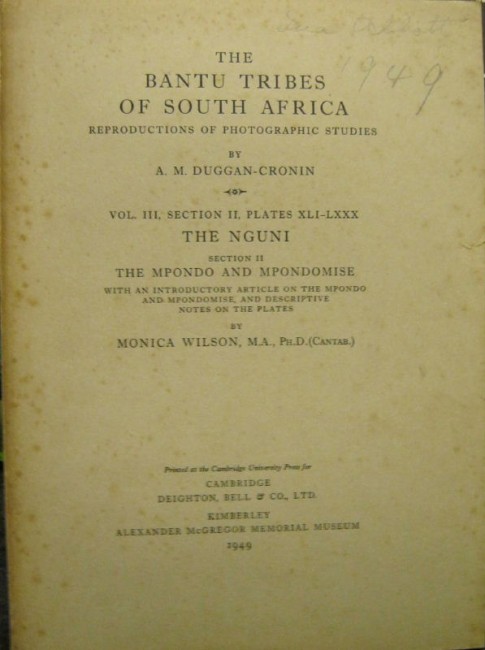 1949
THE
BANTU TRIBES
OF SOUTH AFRICA
REPRODUCTIONS OF PHOTOGRAPHIC STUDIES
BY
A. M. DUGGAN-CRONIN
VOL. III, SECTION II, PLATES XLI-LXXX
THE NGUNI
SECTION II
THE MPONDO AND MPONDOMISE
WITH AN INTRODUCTORY ARTICLE ON THE MPONDO
AND MPONDOMISE, AND DESCRIPTIVE
NOTES ON THE PLATES
BY
MONICA WILSON, M.A., PH.D. (CANTAB.)
Printed at the Cambridge University Press for
CAMBRIDGE
DEIGHTON, BELL & CO., LTD.
KIMBERLEY
ALEXANDER McGREGOR MEMORIAL MUSEUM
1949